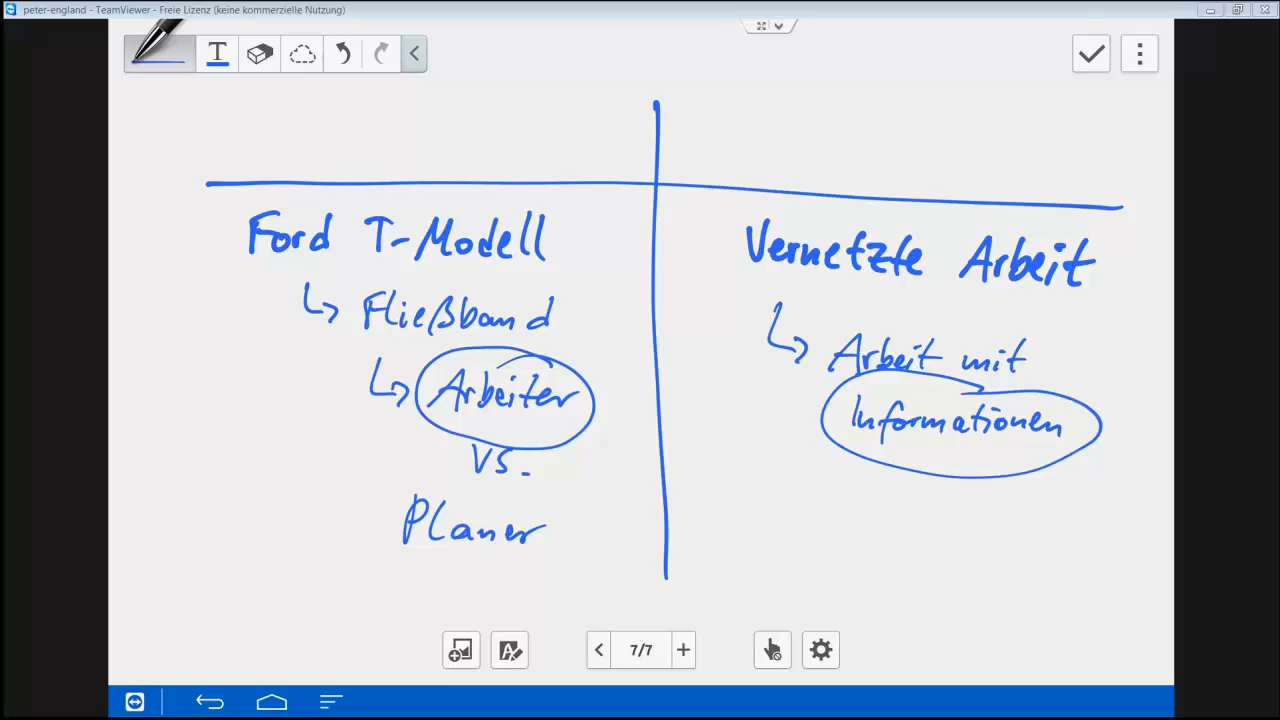 peter-england - TeamViewer - Freie Lizenz (keine kommerzielle Nutzung)
T
Ford T-Modell
↳ Fließband
↳ Arbeiter
vs.
Planer
Vernetzte Arbeit
↳ Arbeit mit
Informationen
7/7